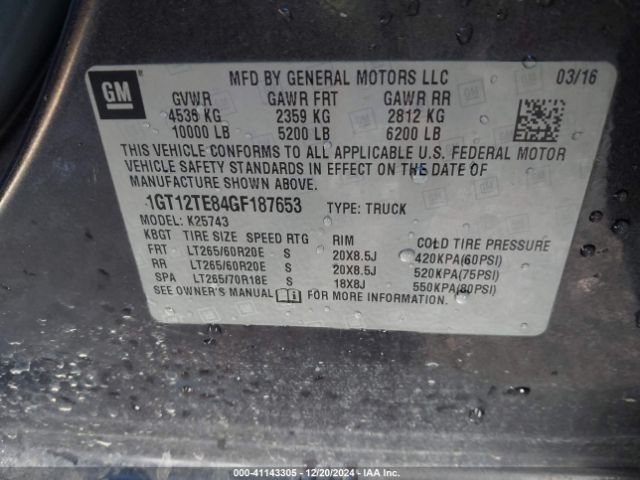 GM
MFD BY GENERAL MOTORS LLC 03/16
GVWR GAWR FRT GAWR RR
4536 KG 2359 KG 2812 KG
10000 LB 5200 LB 6200 LB
THIS VEHICLE CONFORMS TO ALL APPLICABLE U.S. FEDERAL MOTOR
VEHICLE SAFETY STANDARDS IN EFFECT ON THE DATE OF
MANUFACTURE SHOWN ABOVE.
1GT12TE84GF187653 TYPE: TRUCK
MODEL: K25743
KBGT TIRE SIZE SPEED RTG RIM COLD TIRE PRESSURE
FRT LT265/60R20E S 20X8.5J 420KPA(60PSI)
RR LT265/60R20E S 20X8.5J 520KPA(75PSI)
SPA LT265/70R18E S 18X8J 550KPA(80PSI)
SEE OWNER'S MANUAL FOR MORE INFORMATION.
000-41143305 - 12/20/2024 - IAA Inc.